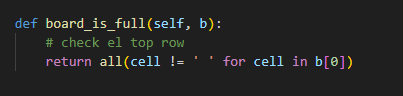 def board_is_full(self, b):
    # check el top row
    return all(cell != ' ' for cell in b[0])